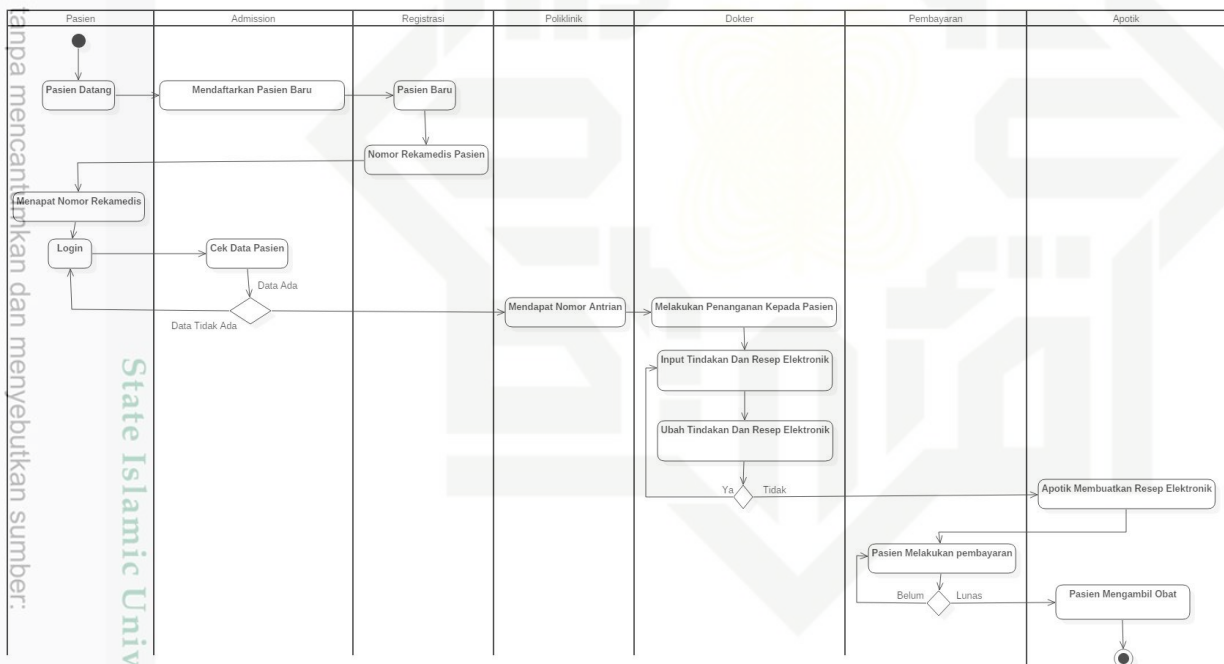 Pasien
Admission
Registrasi
Poliklinik
Dokter
Pembayaran
Apotik
Pasien Datang
Mendaftarkan Pasien Baru
Pasien Baru
Nomor Rekamedis Pasien
Menapat Nomor Rekamedis
Login
Cek Data Pasien
Data Ada
Data Tidak Ada
Mendapat Nomor Antrian
Melakukan Penanganan Kepada Pasien
Input Tindakan Dan Resep Elektronik
Ubah Tindakan Dan Resep Elektronik
Ya
Tidak
Apotik Membuatkan Resep Elektronik
Pasien Melakukan pembayaran
Belum
Lunas
Pasien Mengambil Obat
tanpa mencantumkan dan menyebutkan sumber:
State Islamic Univ